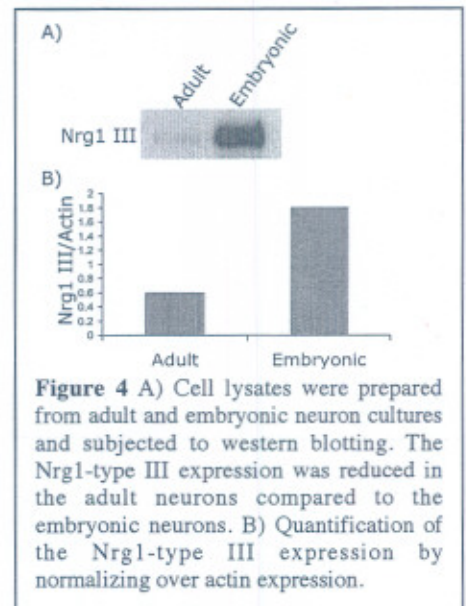 A)
Adult
Embryonic
Nrg1 III
B)
Nrg1 III/Actin
2
1.8
1.6
1.4
1.2
1
0.8
0.6
0.4
0.2
0
Adult
Embryonic
Figure 4 A) Cell lysates were prepared
from adult and embryonic neuron cultures
and subjected to western blotting. The
Nrg1-type III expression was reduced in
the adult neurons compared to the
embryonic neurons. B) Quantification of
the Nrg1-type III expression by
normalizing over actin expression.